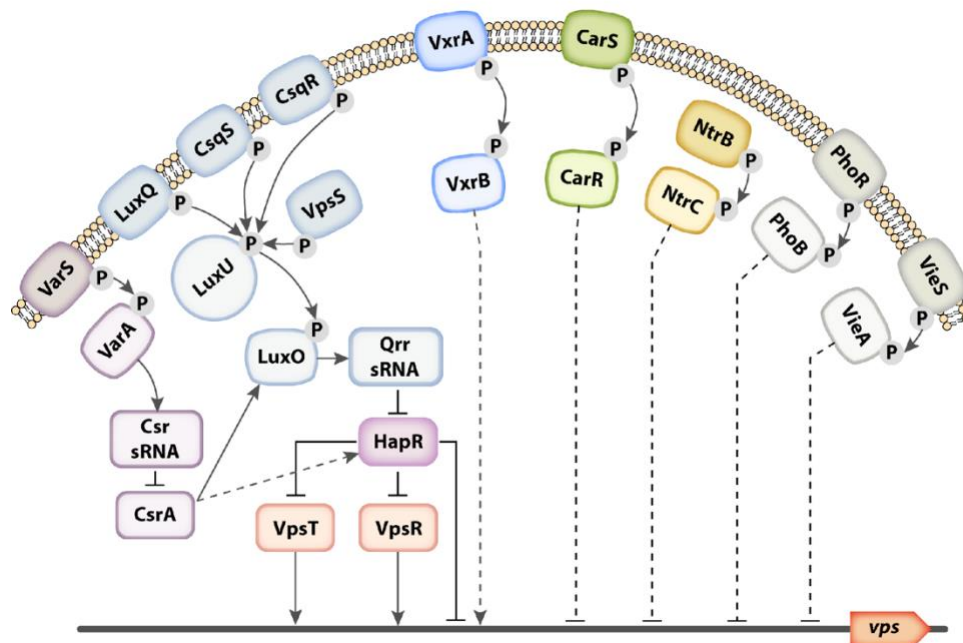 VxrA
P
CarS
P
CsqR
P
CsqS
P
LuxQ
P
VpsS
P
P
LuxU
VarS
P
P
VarA
P
VxrB
P
CarR
NtrB
P
NtrC
P
PhoR
P
PhoB
P
VieS
P
VieA
P
P
LuxO
Qrr
sRNA
Csr
sRNA
HapR
CsrA
VpsT
VpsR
vps